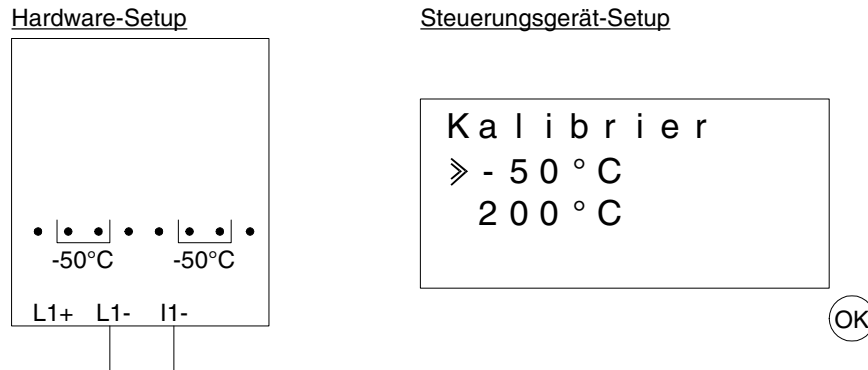 Hardware-Setup
Steuerungsgerät-Setup
Kalibrier
≫-50°C
200°C
-50°C -50°C
L1+ L1- I1-
OK